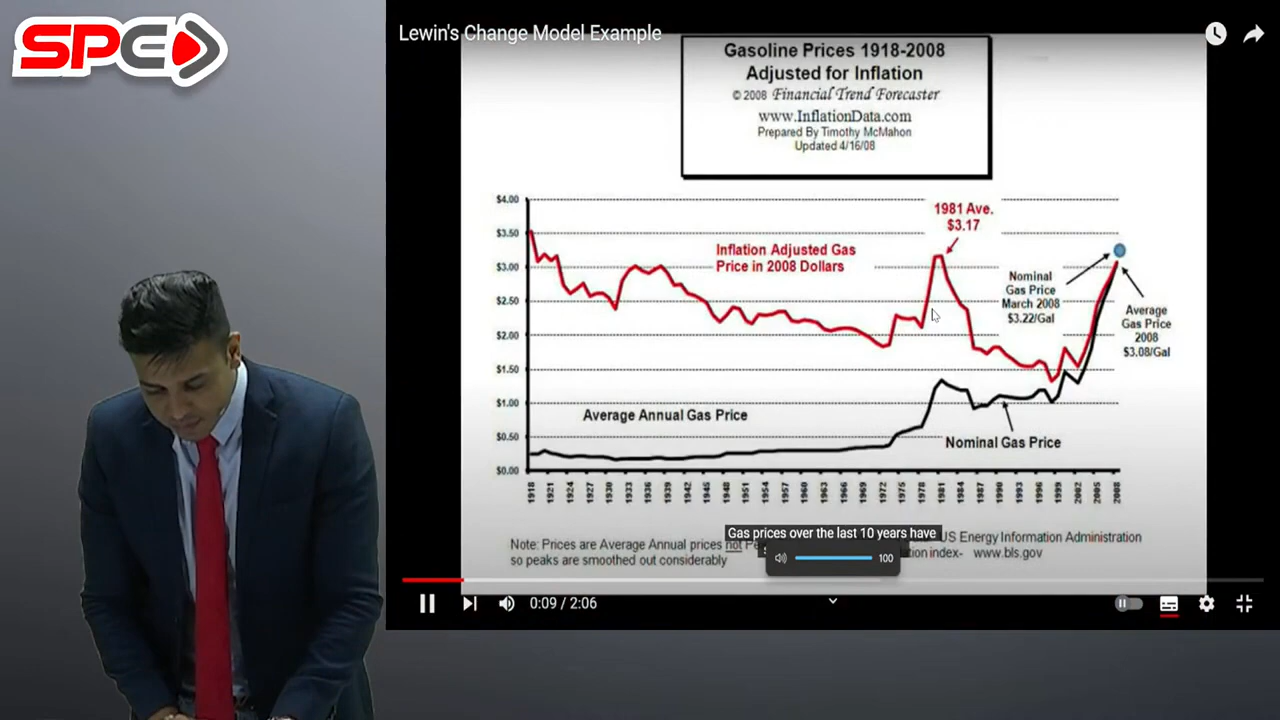 SPED
Lewin's Change Model Example
Gasoline Prices 1918-2008
Adjusted for Inflation
© 2008 Financial Trend Forecaster
www.InflationData.com
Prepared By Timothy McMahon
Updated 4/16/08
$4.00
$3.50
$3.00
$2.50
$2.00
$1.50
$1.00
$0.50
$0.00
1981 Ave.
$3.17
Inflation Adjusted Gas
Price in 2008 Dollars
Nominal
Gas Price
March 2008
$3.22/Gal
Average
Gas Price
2008
$3.08/Gal
Average Annual Gas Price
Nominal Gas Price
1918
1921
1924
1927
1930
1933
1936
1939
1942
1945
1948
1951
1954
1957
1960
1963
1966
1969
1972
1975
1978
1981
1984
1987
1990
1993
1996
1999
2002
2005
2008
Gas prices over the last 10 years have
Note: Prices are Average Annual prices not
so peaks are smoothed out considerably
US Energy Information Administration
index- www.bls.gov
100
0:09 / 2:06